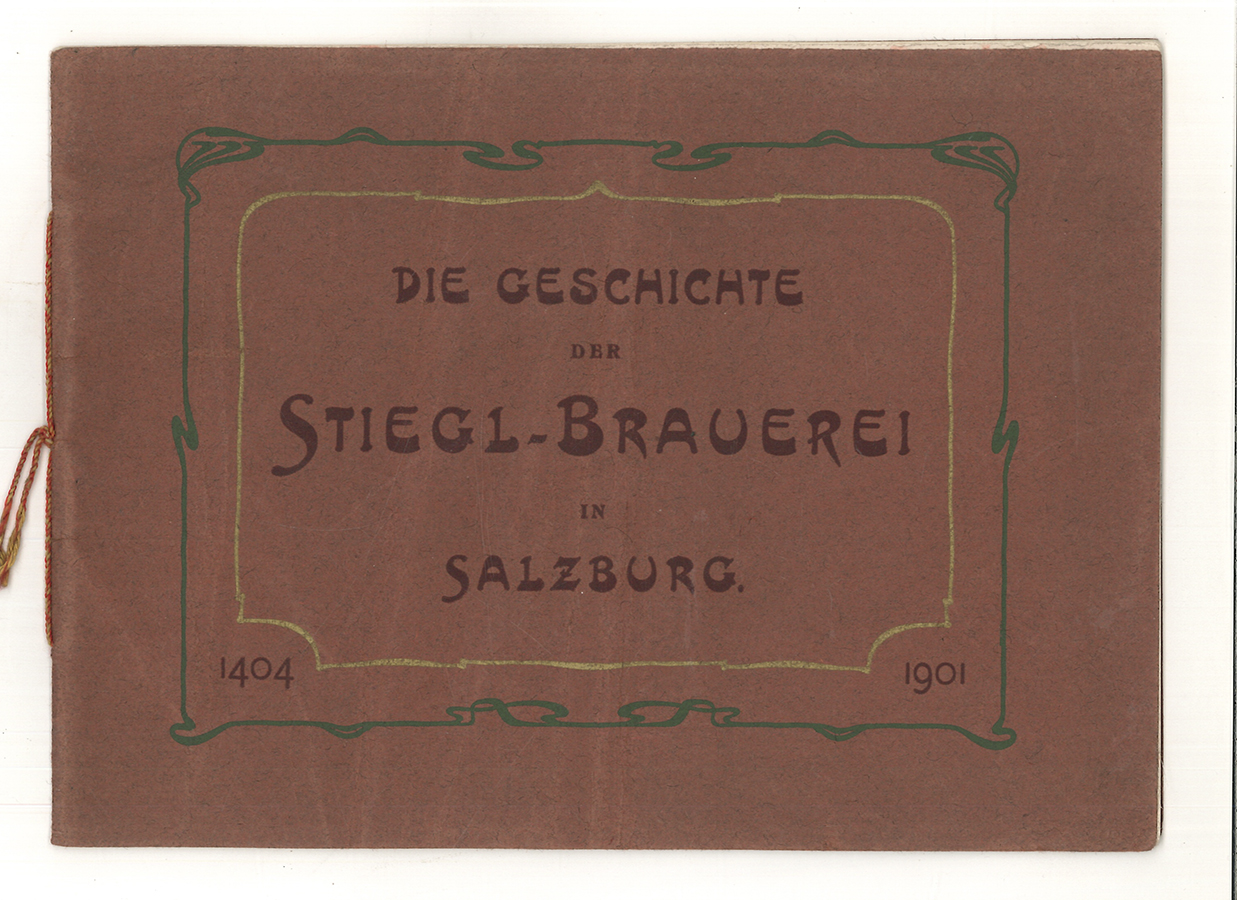 DIE GESCHICHTE
DER
STIEGL-BRAUEREI
IN
SALZBURG.
1404 1901